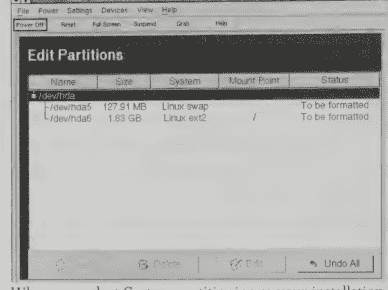 File Power Settings Devices View Help
Power Off Reset Full Screen Suspend Grab Help
Edit Partitions
Name Size System Mount Point Status
/dev/hda
/dev/hda5 127.91 MB Linux swap To be formatted
/dev/hda6 1.83 GB Linux ext2 / To be formatted
Delete Edit Undo All